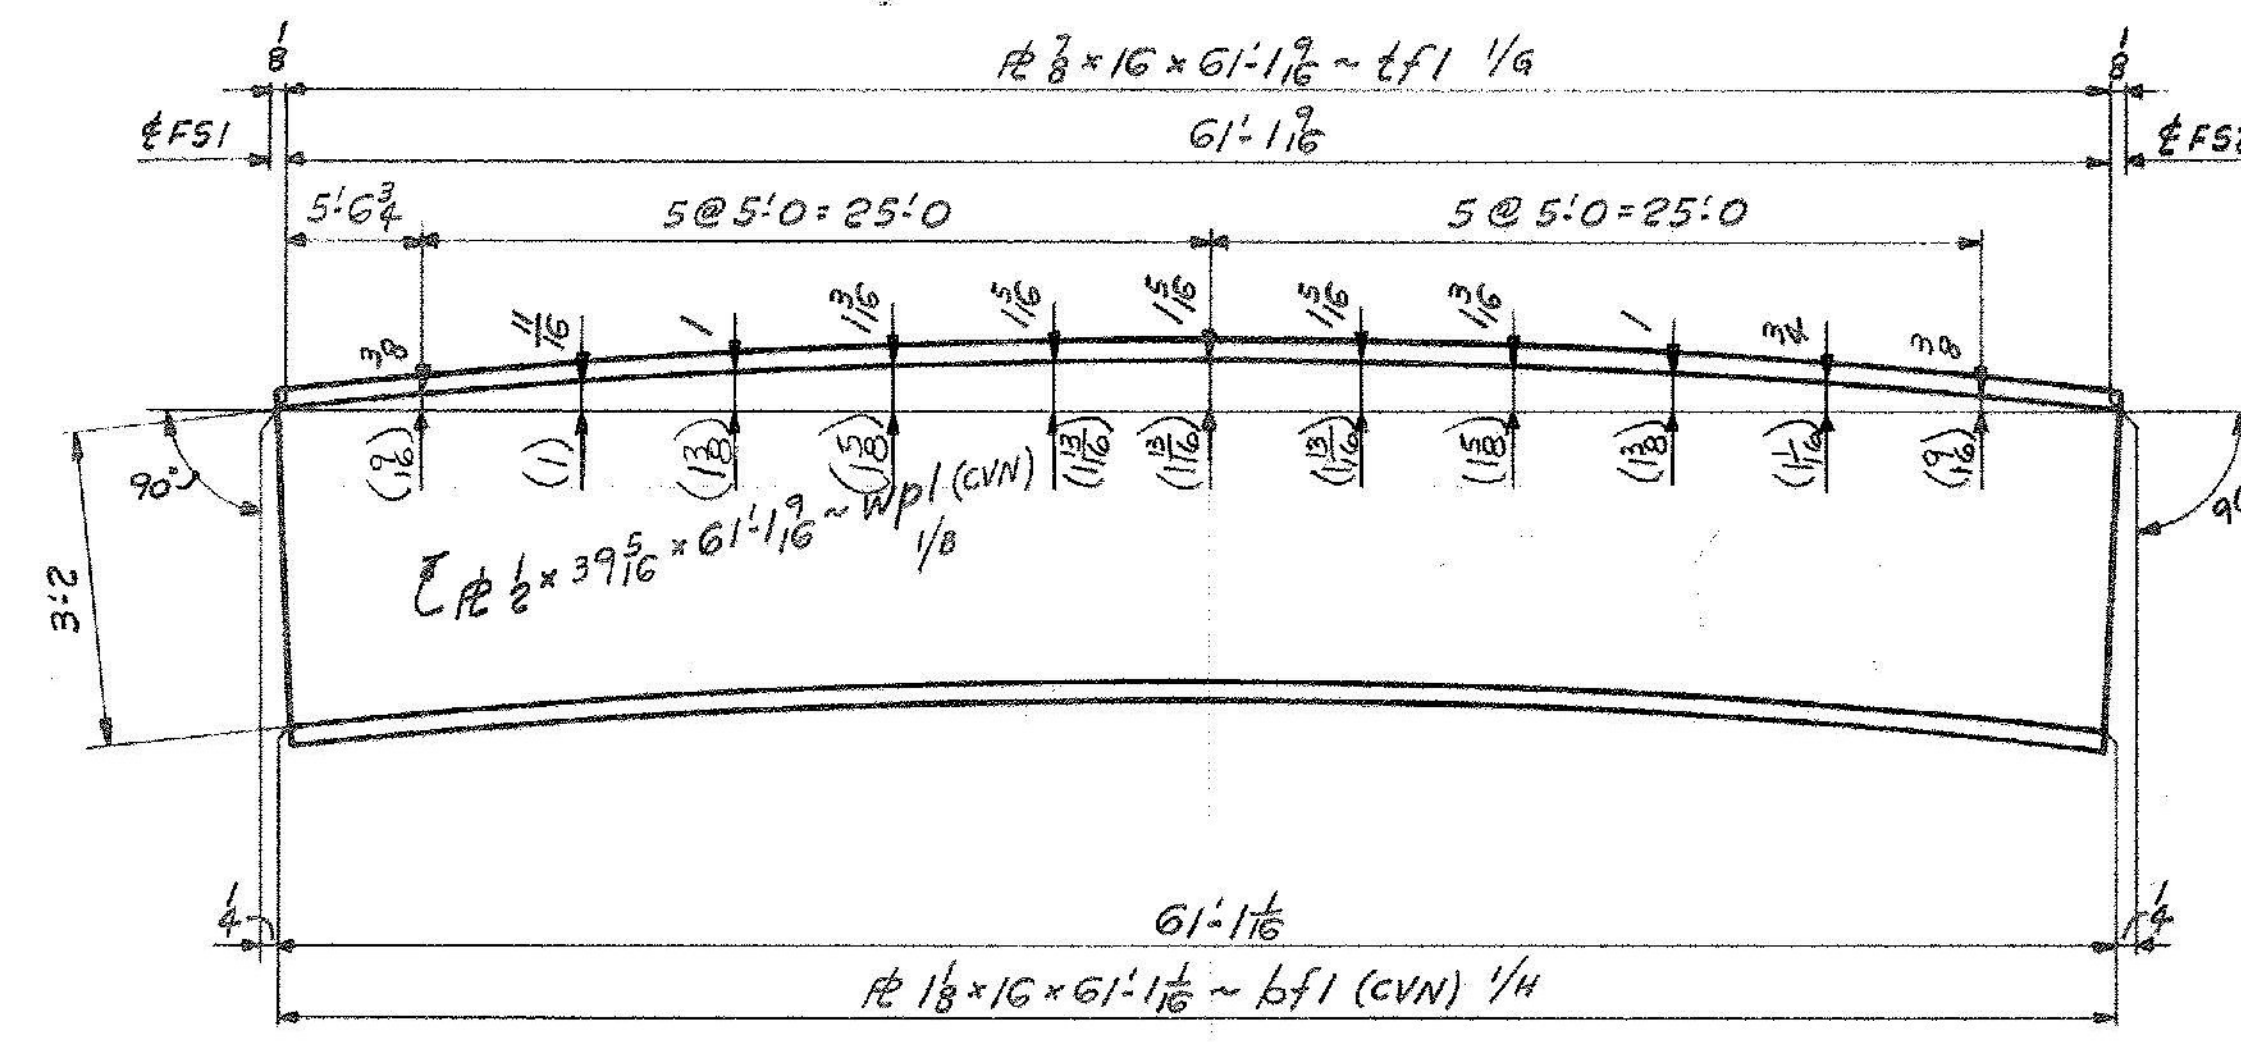 1/8
PL 7/8 × 16 × 61'-1 9/16 ~ tf1 1/G
1/8
℄ FS1
61'-1 9/16
5'-6 3/4
5 @ 5'-0 = 25'-0
5 @ 5'-0 = 25'-0
3/8 11/16 1 1 3/16 1 5/16 1 5/16 1 5/16 1 3/16 1 3/4 3/8
90°
(9/16) (1) (1 3/8) (1 5/8) (1 13/16) (1 13/16) (1 13/16) (1 5/8) (1 3/8) (1 1/16) (9/16)
PL 1/2 × 39 5/16 × 61'-1 9/16 ~ wp1 (CVN)
1/B
3'-2
1/4
61'-1 1/16
1/4
PL 1 1/8 × 16 × 61'-1 1/16 ~ bf1 (CVN) 1/H